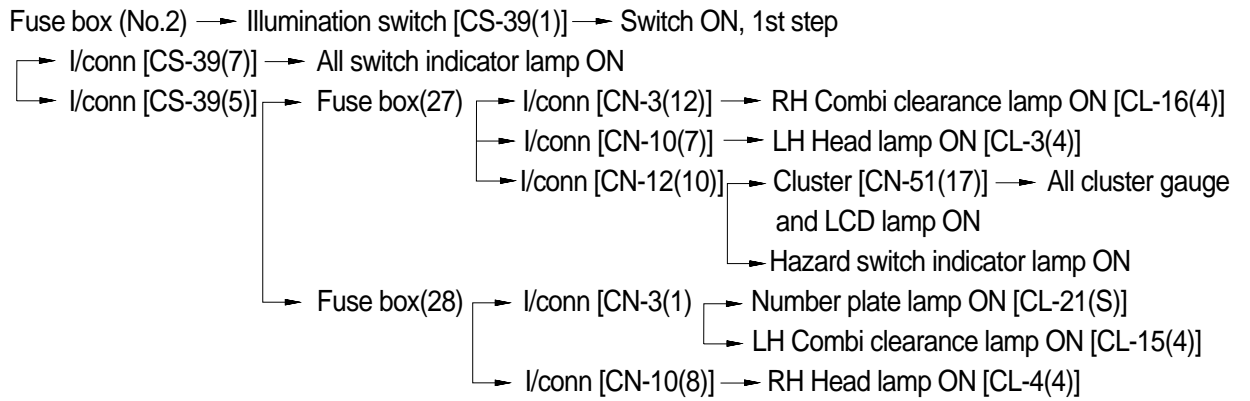 Fuse box (No.2) → Illumination switch [CS-39(1)] → Switch ON, 1st step
I/conn [CS-39(7)] → All switch indicator lamp ON
I/conn [CS-39(5)] → Fuse box(27) → I/conn [CN-3(12)] → RH Combi clearance lamp ON [CL-16(4)]
I/conn [CN-10(7)] → LH Head lamp ON [CL-3(4)]
I/conn [CN-12(10)] → Cluster [CN-51(17)] → All cluster gauge
and LCD lamp ON
Hazard switch indicator lamp ON
Fuse box(28) → I/conn [CN-3(1) → Number plate lamp ON [CL-21(S)]
LH Combi clearance lamp ON [CL-15(4)]
I/conn [CN-10(8)] → RH Head lamp ON [CL-4(4)]